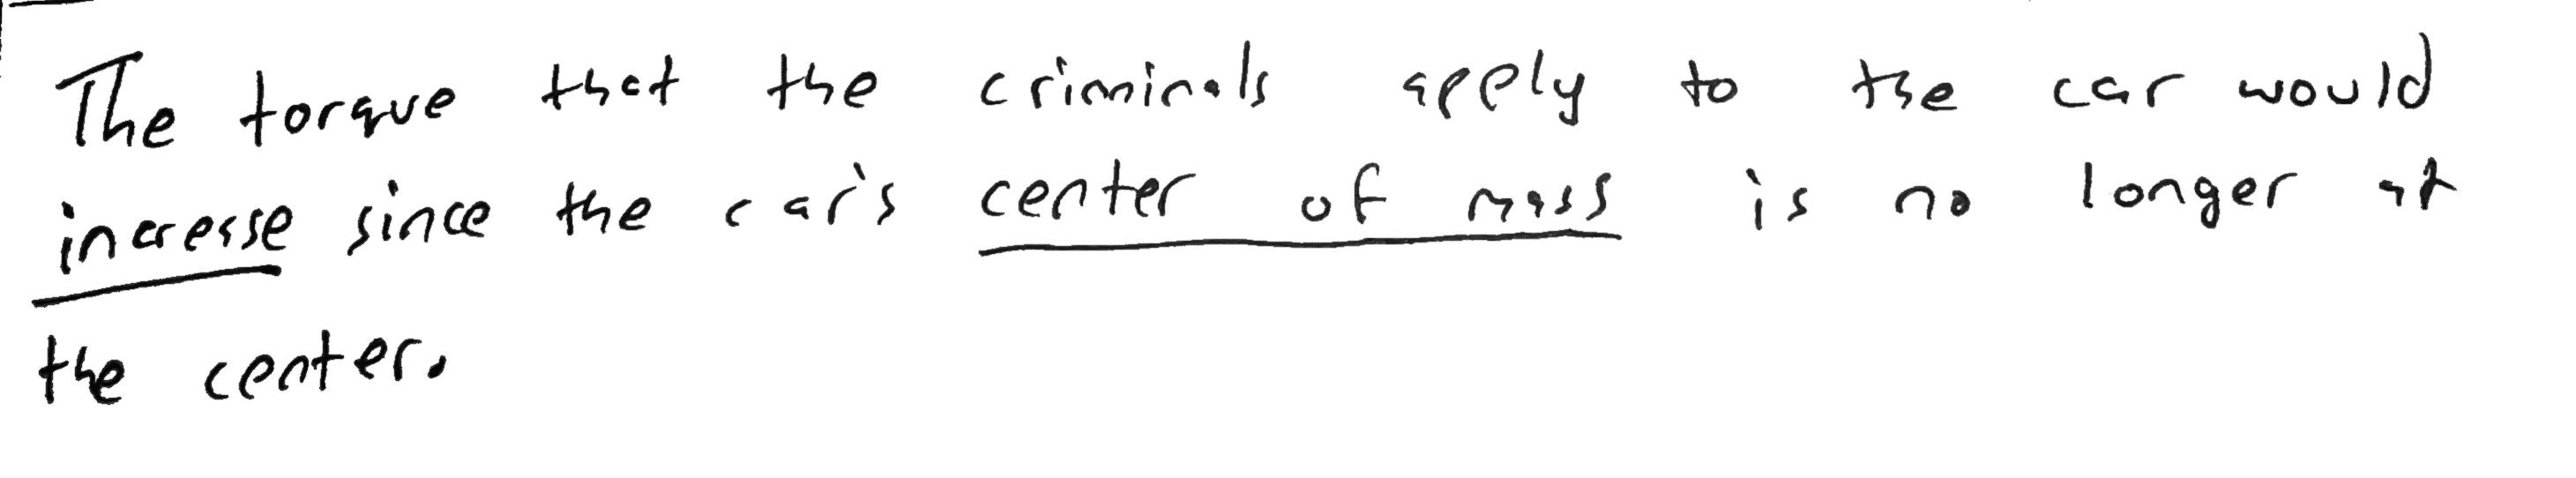 The torque that the criminals apply to the car would
increase since the car's center of mass is no longer at
the center.